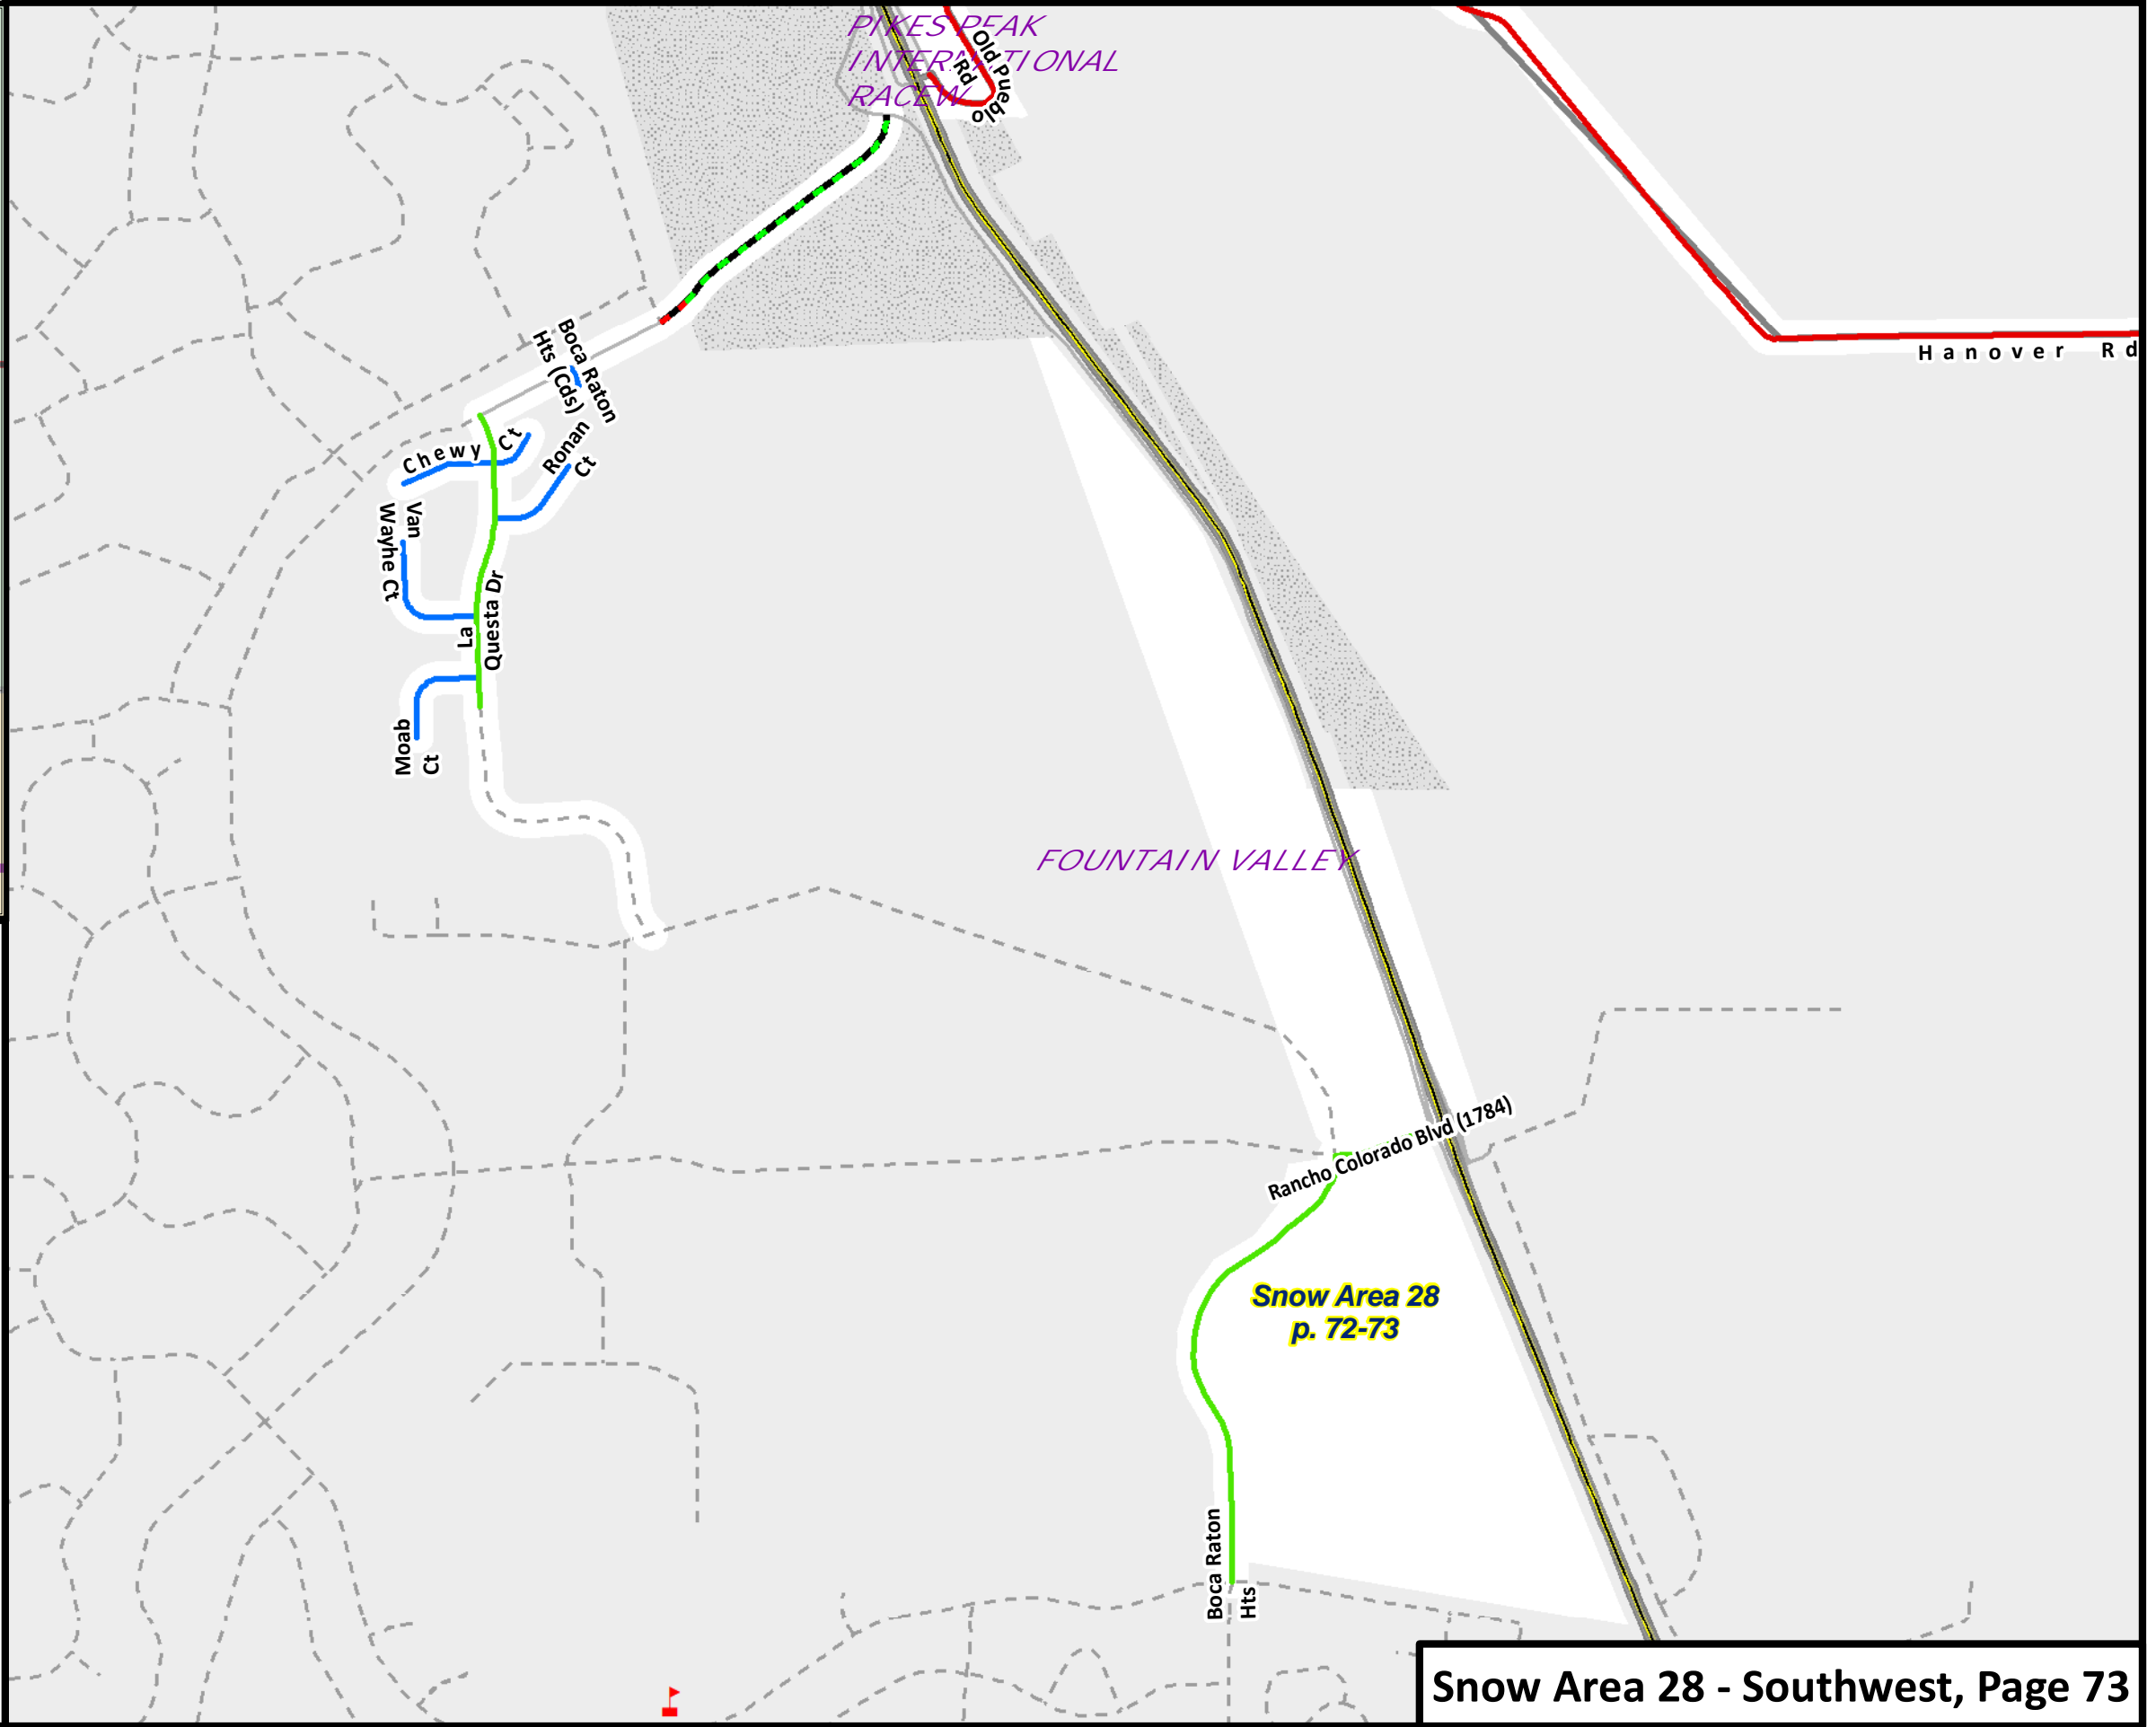 PIKES PEAK
INTERNATIONAL
RACEW
Old Pueblo
Rd
Hanover Rd
Boca Raton
Hts (Cds)
Chewy Ct
Ronan
Ct
Van
Wayhe Ct
La
Questa Dr
Moab
Ct
FOUNTAIN VALLEY
Rancho Colorado Blvd (1784)
Snow Area 28
p. 72-73
Boca Raton
Hts
Snow Area 28 - Southwest, Page 73